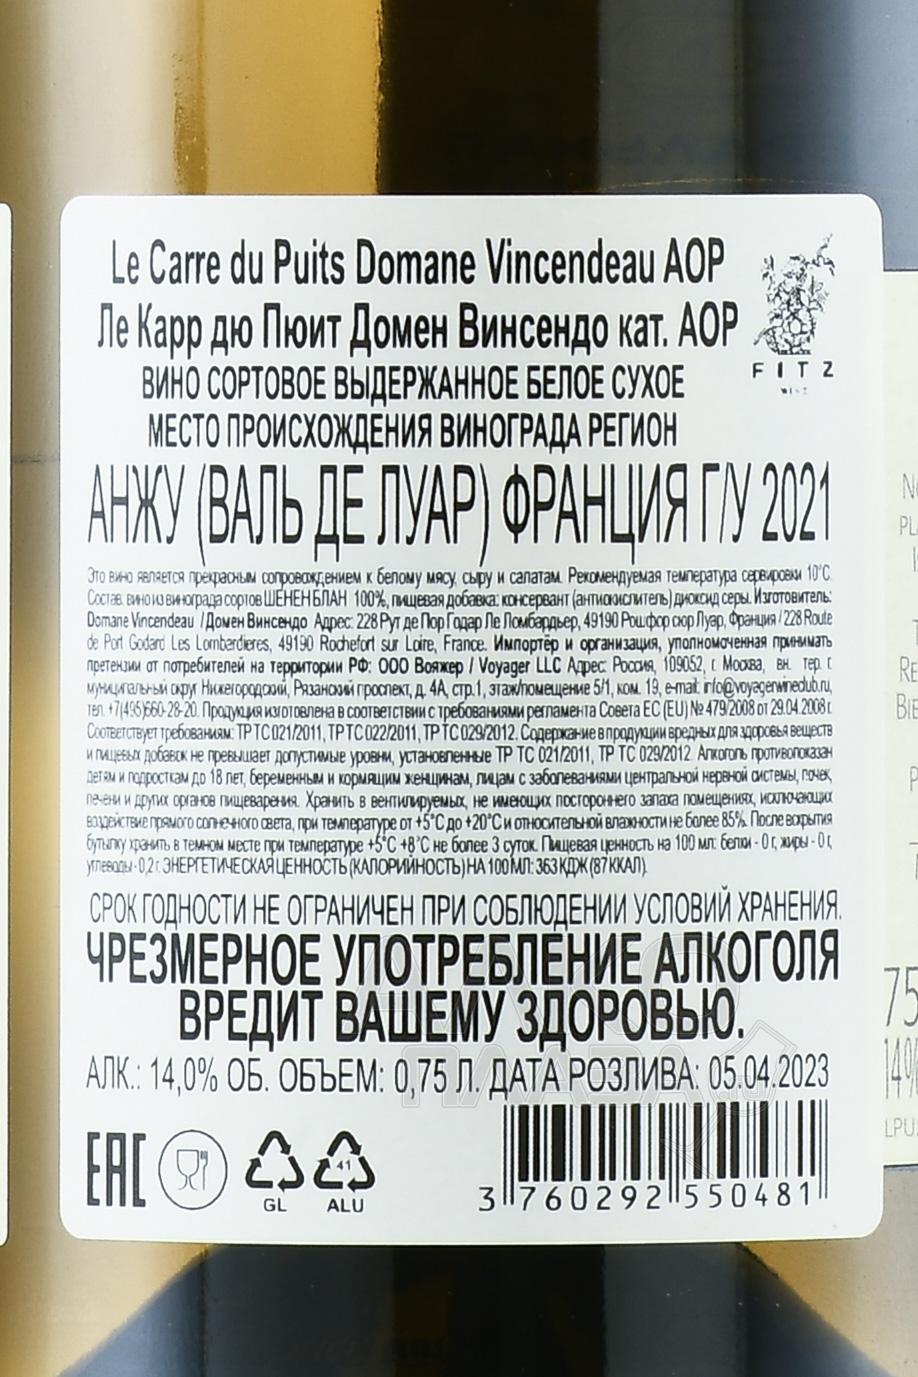 Le Carre du Puits Domane Vincendeau AOP
Ле Карр дю Пюит Домен Винсендо кат. АОР
FITZ
WINE
ВИНО СОРТОВОЕ ВЫДЕРЖАННОЕ БЕЛОЕ СУХОЕ
МЕСТО ПРОИСХОЖДЕНИЯ ВИНОГРАДА РЕГИОН
АНЖУ (ВАЛЬ ДЕ ЛУАР) ФРАНЦИЯ Г/У 2021
Это вино является прекрасным сопровождением к белому мясу, сыру и салатам. Рекомендуемая температура сервировки 10°С.
Состав: вино из винограда сортов ШЕНЕН БЛАН 100%, пищевая добавка: консервант (антиокислитель) диоксид серы. Изготовитель:
Domane Vincendeau /Домен Винсендо Адрес: 228 Рут де Пор Годар Ле Ломбардьер, 49190 Рошфор сюр Луар, Франция / 228 Route
de Port Godard Les Lombardieres, 49190 Rochefort sur Loire, France. Импортёр и организация, уполномоченная принимать
претензии от потребителей на территории РФ: ООО Вояжер / Voyager LLC Адрес: Россия, 109052, г. Москва, вн. тер. г.
муниципальный округ Нижегородский, Рязанский проспект, д. 4А, стр.1, этаж/помещение 5/1, ком. 19, e-mail: info@voyagerwineclub.ru,
тел. +7(495)660-28-20. Продукция изготовлена в соответствии с требованиями регламента Совета ЕС (EU) № 479/2008 от 29.04.2008 г.
Соответствует требованиям: ТР ТС 021/2011, ТР ТС 022/2011, ТР ТС 029/2012. Содержание в продукции вредных для здоровья веществ
и пищевых добавок не превышает допустимые уровни, установленные ТР ТС 021/2011, ТР ТС 029/2012. Алкоголь противопоказан
детям и подросткам до 18 лет, беременным и кормящим женщинам, лицам с заболеваниями центральной нервной системы, почек,
печени и других органов пищеварения. Хранить в вентилируемых, не имеющих постороннего запаха помещениях, исключающих
воздействие прямого солнечного света, при температуре от +5°С до +20°С и относительной влажности не более 85%. После вскрытия
бутылку хранить в темном месте при температуре +5°С +8°С не более 3 суток. Пищевая ценность на 100 мл: белки - 0 г, жиры - 0 г,
углеводы - 0,2 г. ЭНЕРГЕТИЧЕСКАЯ ЦЕННОСТЬ (КАЛОРИЙНОСТЬ) НА 100 МЛ: 363 КДЖ (87 ККАЛ).
СРОК ГОДНОСТИ НЕ ОГРАНИЧЕН ПРИ СОБЛЮДЕНИИ УСЛОВИЙ ХРАНЕНИЯ.
ЧРЕЗМЕРНОЕ УПОТРЕБЛЕНИЕ АЛКОГОЛЯ
ВРЕДИТ ВАШЕМУ ЗДОРОВЬЮ.
АЛК.: 14,0% ОБ. ОБЪЕМ: 0,75 Л. ДАТА РОЗЛИВА: 05.04.2023
EAC
GL
41
ALU
3 760292 550481
75
14%